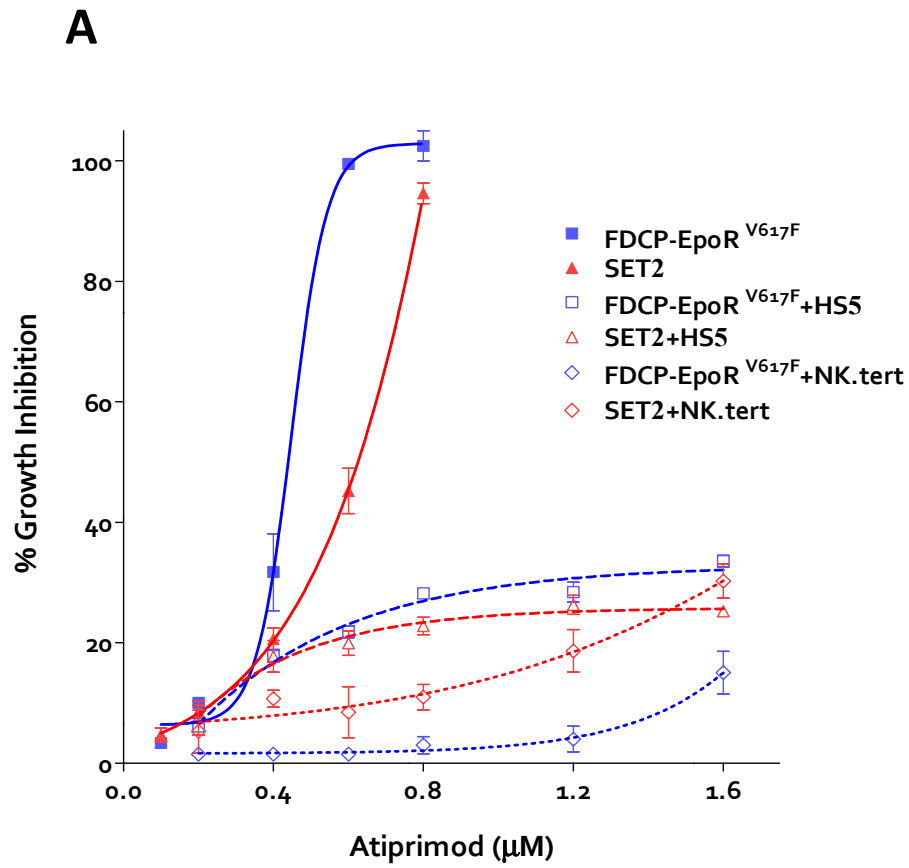 A
% Growth Inhibition
100
80
60
40
20
0
0.0 0.4 0.8 1.2 1.6
Atiprimod (μM)
FDCP-EpoR V617F
SET2
FDCP-EpoR V617F+HS5
SET2+HS5
FDCP-EpoR V617F+NK.tert
SET2+NK.tert